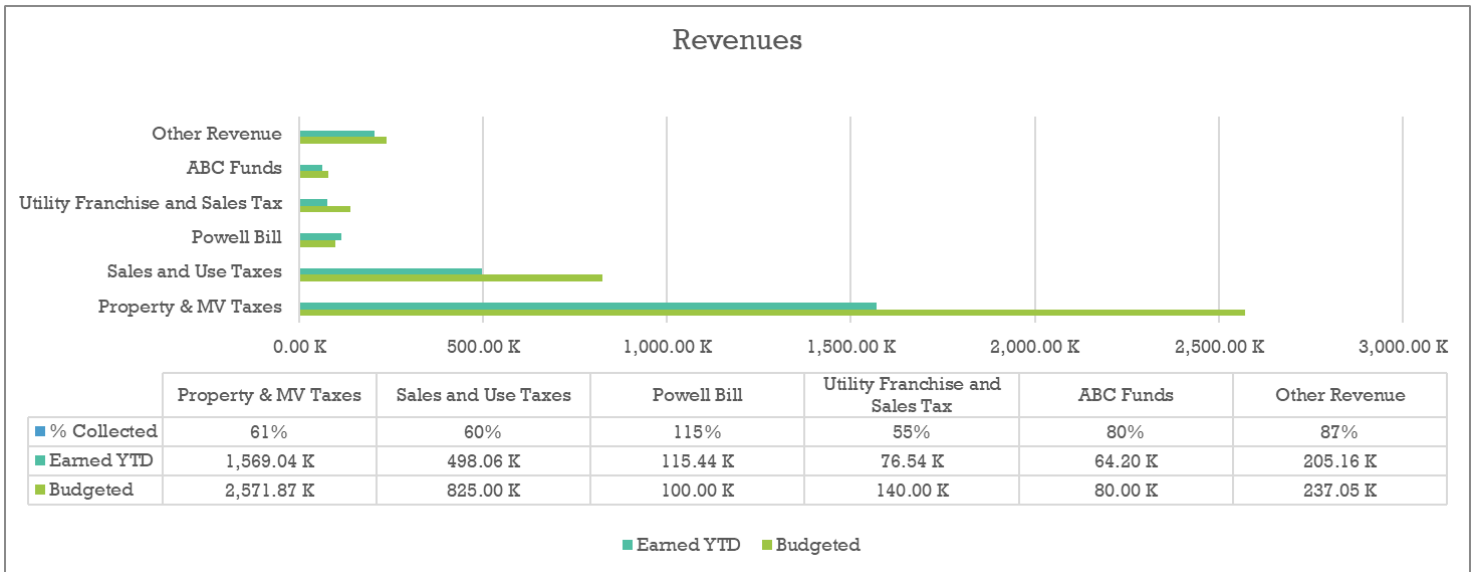 Revenues
Other Revenue
ABC Funds
Utility Franchise and Sales Tax
Powell Bill
Sales and Use Taxes
Property & MV Taxes
0.00 K 500.00 K 1,000.00 K 1,500.00 K 2,000.00 K 2,500.00 K 3,000.00 K
Property & MV Taxes Sales and Use Taxes Powell Bill Utility Franchise and Sales Tax ABC Funds Other Revenue
% Collected 61% 60% 115% 55% 80% 87%
Earned YTD 1,569.04 K 498.06 K 115.44 K 76.54 K 64.20 K 205.16 K
Budgeted 2,571.87 K 825.00 K 100.00 K 140.00 K 80.00 K 237.05 K
Earned YTD Budgeted